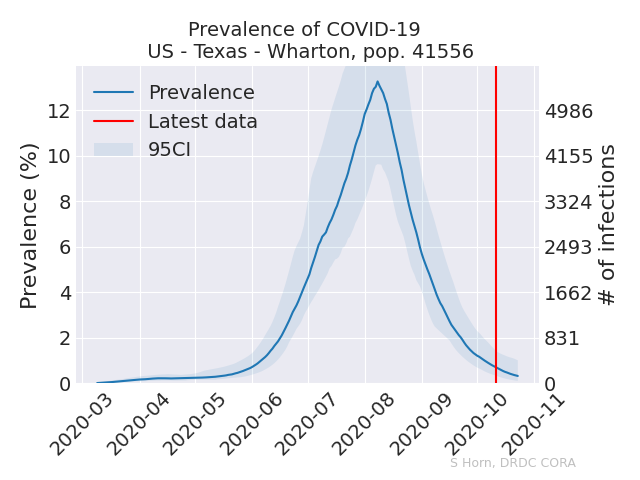 Prevalence of COVID-19
US - Texas - Wharton, pop. 41556
Prevalence
Latest data
95CI
Prevalence (%)
12
10
8
6
4
2
0
4986
4155
3324
2493
1662
831
0
# of infections
2020-03
2020-04
2020-05
2020-06
2020-07
2020-08
2020-09
2020-10
2020-11
S Horn, DRDC CORA